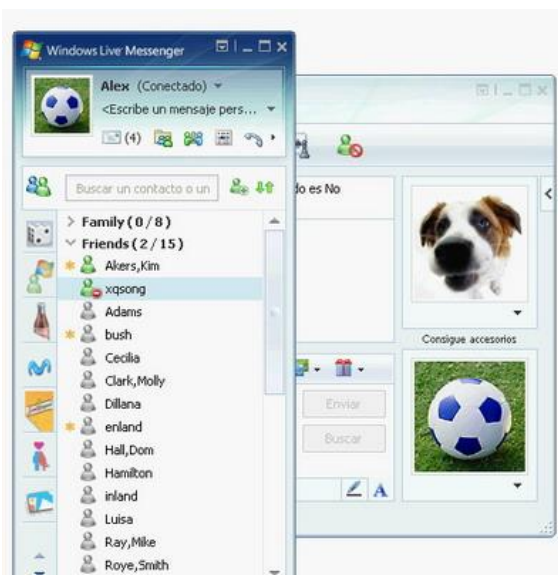 Windows Live Messenger
Alex (Conectado)
<Escribe un mensaje pers...
(4)
Buscar un contacto o un
Family (0/8)
Friends (2/15)
Akers,Kim
xqsong
Adams
bush
Cecilia
Clark,Molly
Dillana
enland
Hall,Dom
Hamilton
inland
Luisa
Ray,Mike
Roye,Smith
do es No
Consigue accesorios
Enviar
Buscar
A